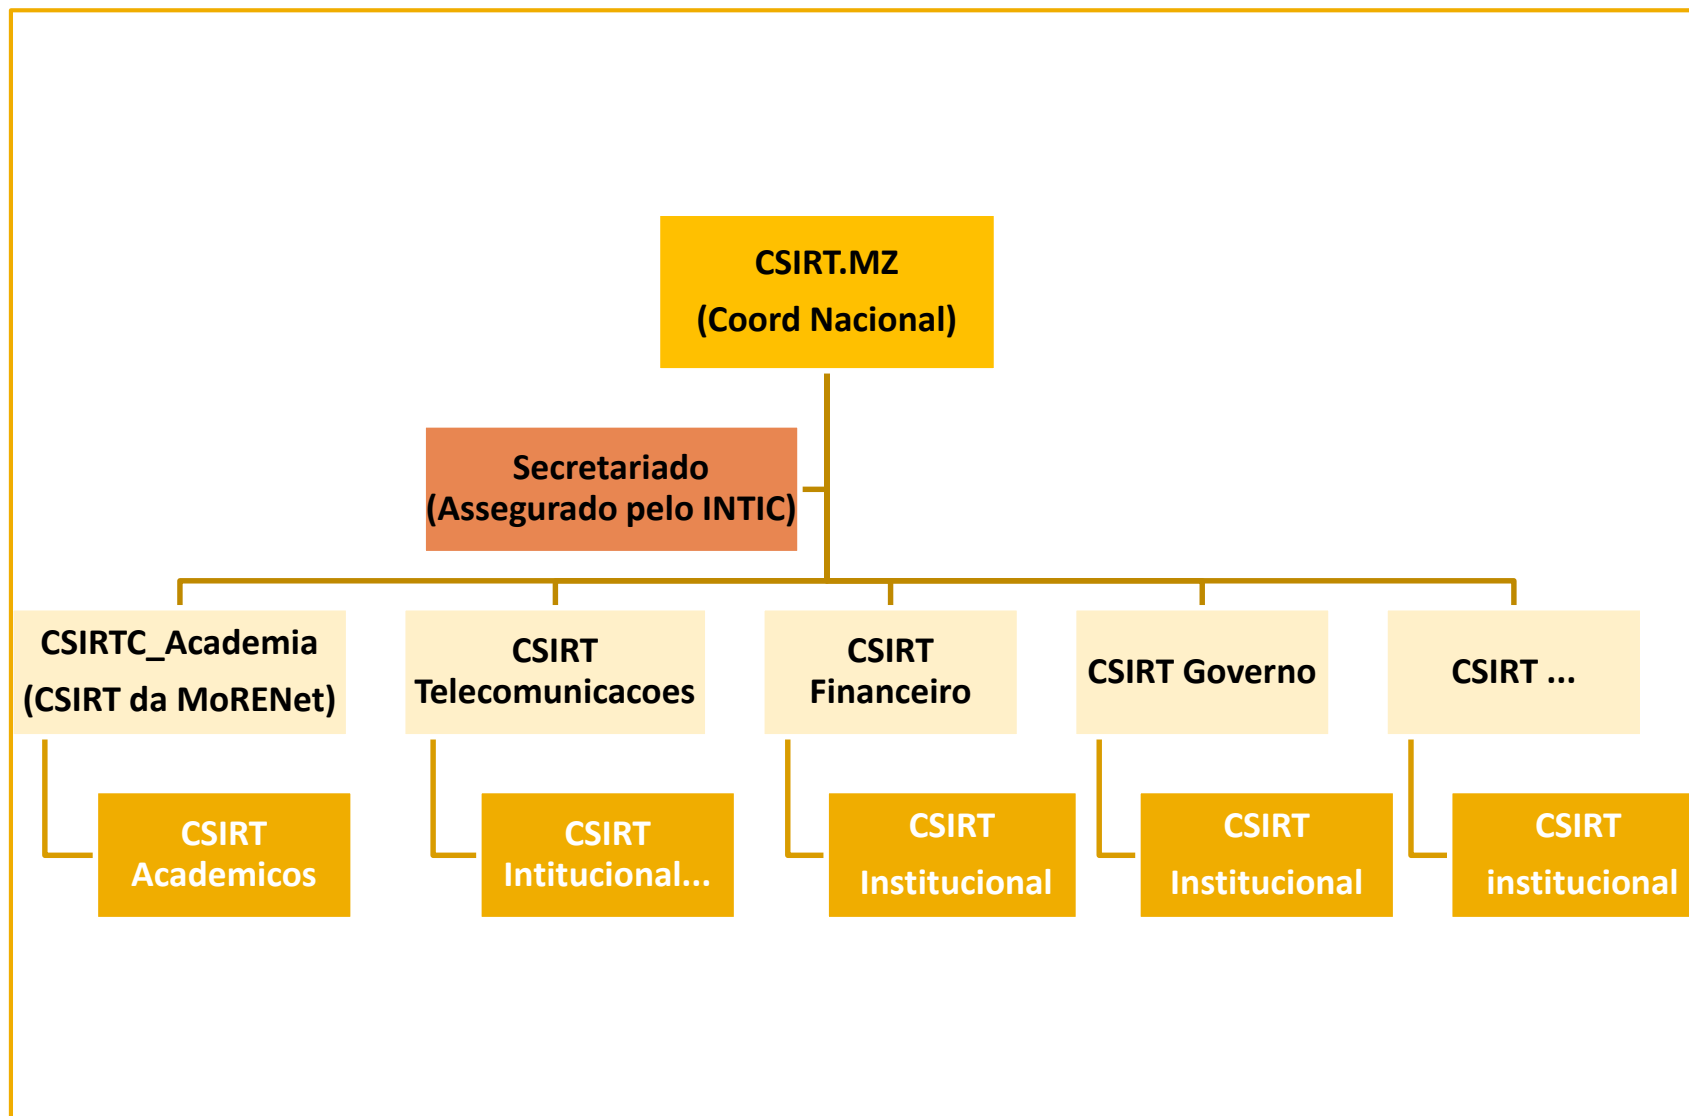 CSIRT.MZ
(Coord Nacional)
Secretariado
(Assegurado pelo INTIC)
CSIRTC_Academia
(CSIRT da MoRENet)
CSIRT
Telecomunicacoes
CSIRT
Financeiro
CSIRT Governo
CSIRT ...
CSIRT
Academicos
CSIRT
Intitucional...
CSIRT
Institucional
CSIRT
Institucional
CSIRT
institucional